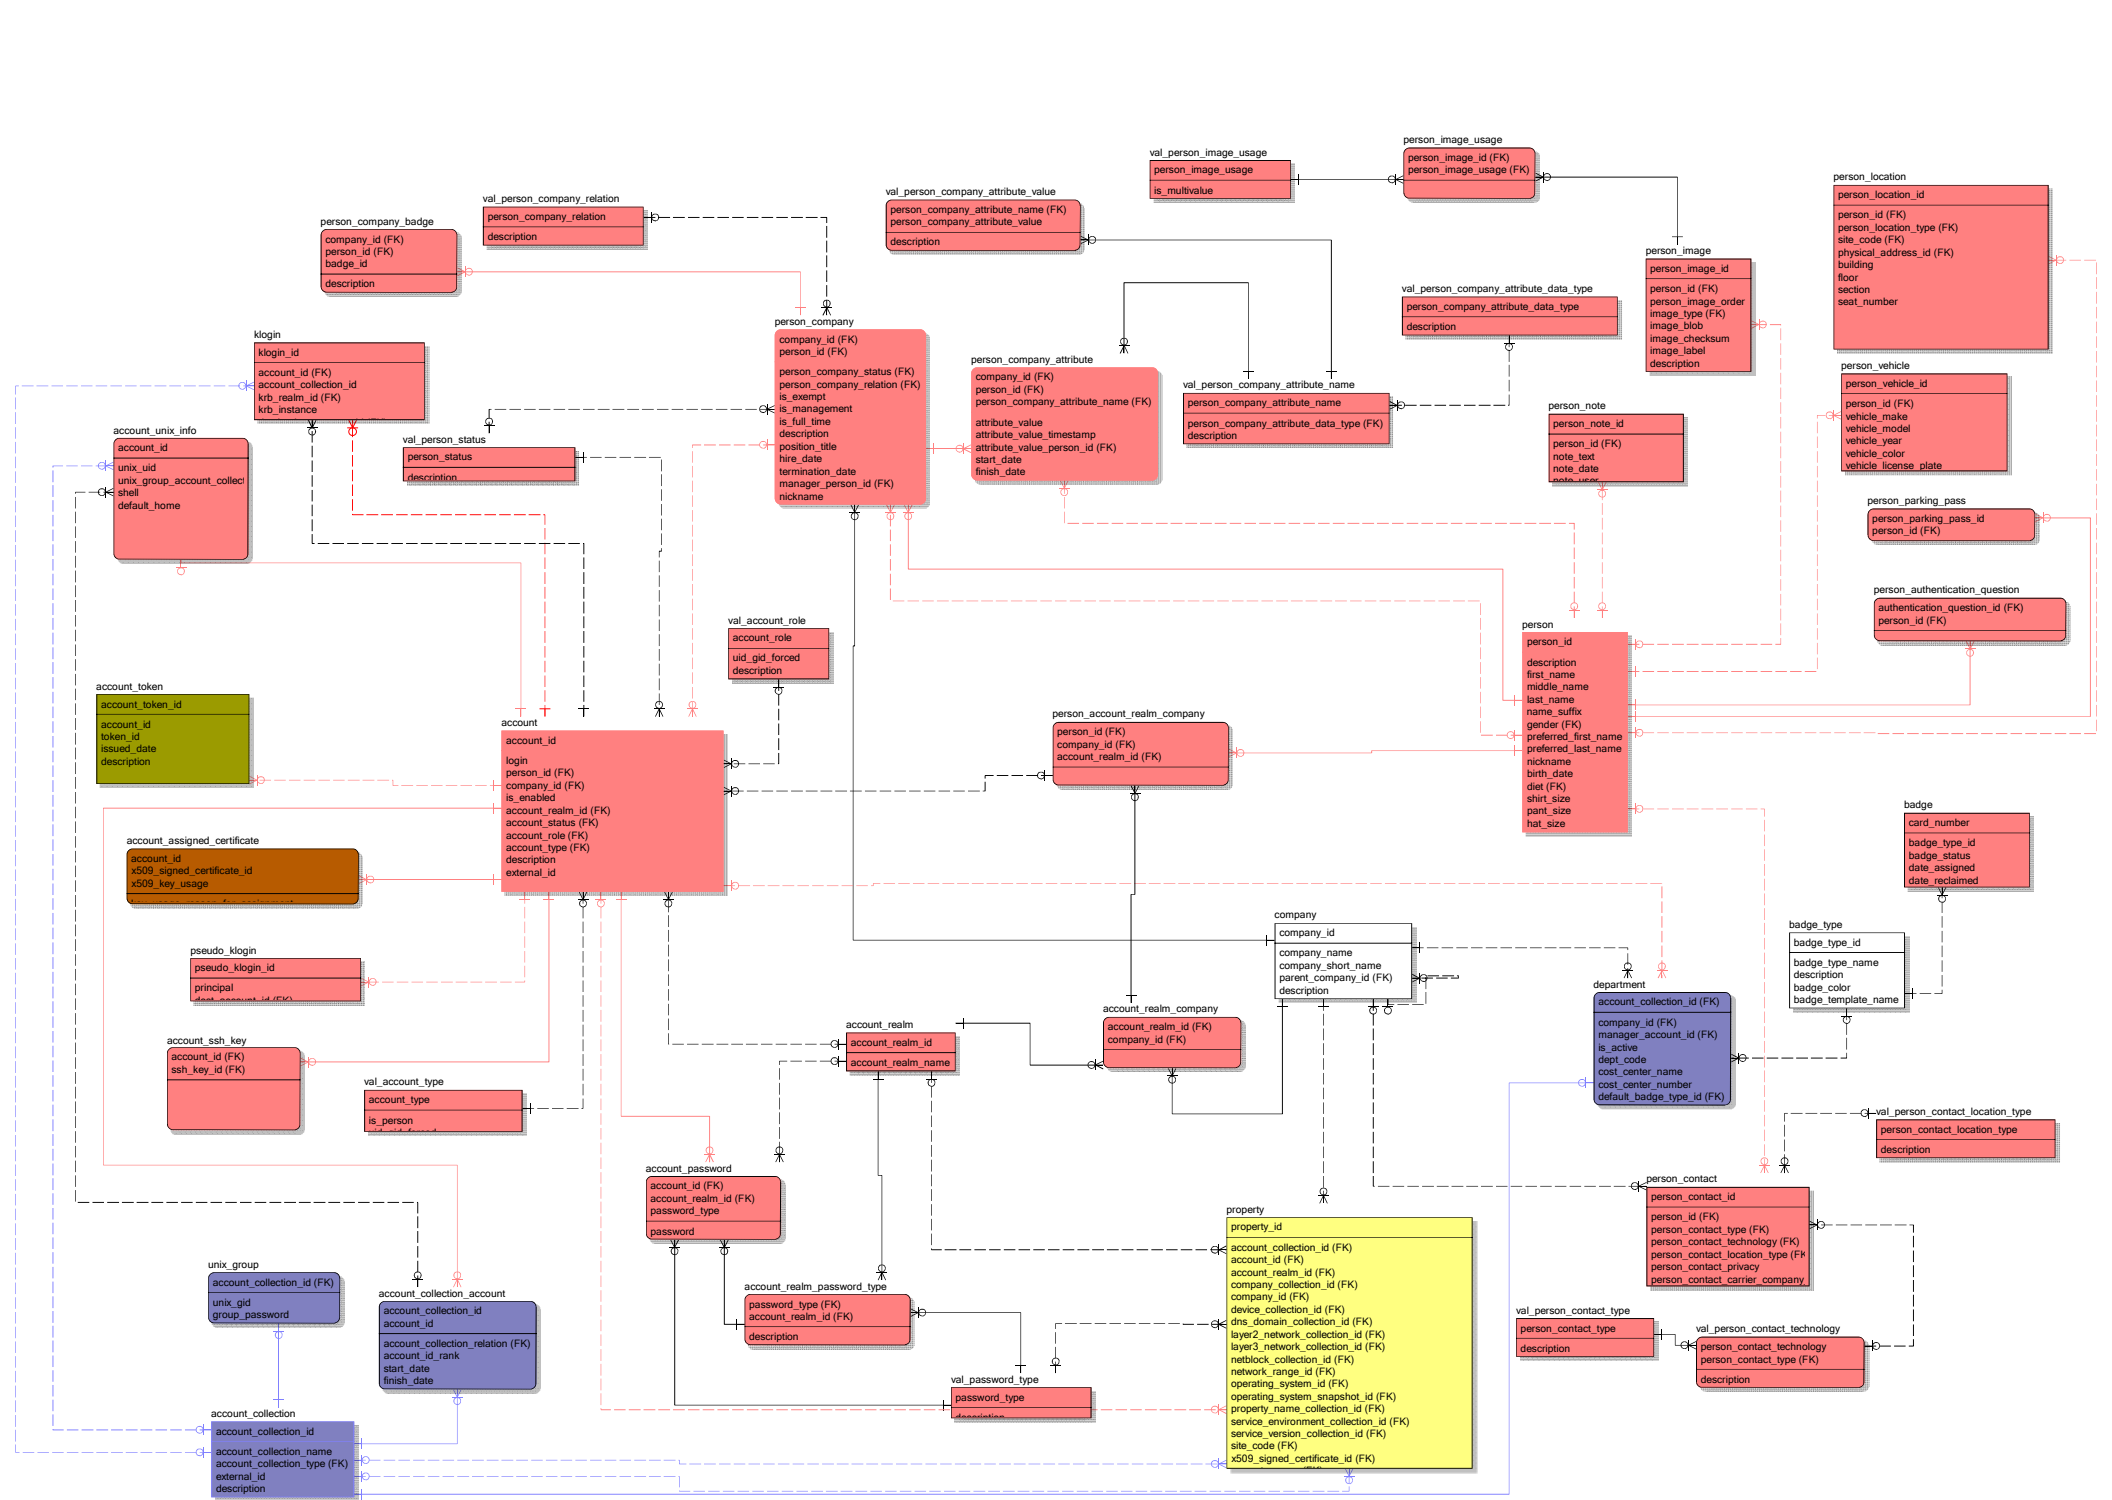 person_image_usage
person_image_id (FK)
person_image_usage (FK)
val_person_image_usage
person_image_usage
is_multivalue
person_location
person_location_id
person_id (FK)
person_location_type (FK)
site_code (FK)
physical_address_id (FK)
building
floor
section
seat_number
val_person_company_attribute_value
person_company_attribute_name (FK)
person_company_attribute_value
description
val_person_company_relation
person_company_relation
description
person_company_badge
company_id (FK)
person_id (FK)
badge_id
description
person_image
person_image_id
person_id (FK)
person_image_order
image_type (FK)
image_blob
image_checksum
image_label
description
val_person_company_attribute_data_type
person_company_attribute_data_type
description
person_company
company_id (FK)
person_id (FK)
person_company_status (FK)
person_company_relation (FK)
is_exempt
is_management
is_full_time
description
position_title
hire_date
termination_date
manager_person_id (FK)
nickname
klogin
klogin_id
account_id (FK)
account_collection_id
krb_realm_id (FK)
krb_instance
person_company_attribute
company_id (FK)
person_id (FK)
person_company_attribute_name (FK)
attribute_value
attribute_value_timestamp
attribute_value_person_id (FK)
start_date
finish_date
val_person_company_attribute_name
person_company_attribute_name
person_company_attribute_data_type (FK)
description
person_vehicle
person_vehicle_id
person_id (FK)
vehicle_make
vehicle_model
vehicle_year
vehicle_color
vehicle_license_plate
person_note
person_note_id
person_id (FK)
note_text
note_date
note_user
account_unix_info
account_id
unix_uid
unix_group_account_collect
shell
default_home
val_person_status
person_status
description
person_parking_pass
person_parking_pass_id
person_id (FK)
person_authentication_question
authentication_question_id (FK)
person_id (FK)
val_account_role
account_role
uid_gid_forced
description
person
person_id
description
first_name
middle_name
last_name
name_suffix
gender (FK)
preferred_first_name
preferred_last_name
nickname
birth_date
diet (FK)
shirt_size
pant_size
hat_size
account_token
account_token_id
account_id
token_id
issued_date
description
account
account_id
login
person_id (FK)
company_id (FK)
is_enabled
account_realm_id (FK)
account_status (FK)
account_role (FK)
account_type (FK)
description
external_id
person_account_realm_company
person_id (FK)
company_id (FK)
account_realm_id (FK)
badge
card_number
badge_type_id
badge_status
date_assigned
date_reclaimed
account_assigned_certificate
account_id
x509_signed_certificate_id
x509_key_usage
company
company_id
company_name
company_short_name
parent_company_id (FK)
description
badge_type
badge_type_id
badge_type_name
description
badge_color
badge_template_name
pseudo_klogin
pseudo_klogin_id
principal
dest_account_id (FK)
department
account_collection_id (FK)
company_id (FK)
manager_account_id (FK)
is_active
dept_code
cost_center_name
cost_center_number
default_badge_type_id (FK)
account_realm_company
account_realm_id (FK)
company_id (FK)
account_realm
account_realm_id
account_realm_name
account_ssh_key
account_id (FK)
ssh_key_id (FK)
val_account_type
account_type
is_person
uid_gid_forced
val_person_contact_location_type
person_contact_location_type
description
account_password
account_id (FK)
account_realm_id (FK)
password_type
password
person_contact
person_contact_id
person_id (FK)
person_contact_type (FK)
person_contact_technology (FK)
person_contact_location_type (FK
person_contact_privacy
person_contact_carrier_company
property
property_id
account_collection_id (FK)
account_id (FK)
account_realm_id (FK)
company_collection_id (FK)
company_id (FK)
device_collection_id (FK)
dns_domain_collection_id (FK)
layer2_network_collection_id (FK)
layer3_network_collection_id (FK)
netblock_collection_id (FK)
network_range_id (FK)
operating_system_id (FK)
operating_system_snapshot_id (FK)
property_name_collection_id (FK)
service_environment_collection_id (FK)
service_version_collection_id (FK)
site_code (FK)
x509_signed_certificate_id (FK)
unix_group
account_collection_id (FK)
unix_gid
group_password
account_collection_account
account_collection_id
account_id
account_collection_relation (FK)
account_id_rank
start_date
finish_date
account_realm_password_type
password_type (FK)
account_realm_id (FK)
description
val_person_contact_type
person_contact_type
description
val_person_contact_technology
person_contact_technology
person_contact_type (FK)
description
val_password_type
password_type
description
account_collection
account_collection_id
account_collection_name
account_collection_type (FK)
external_id
description